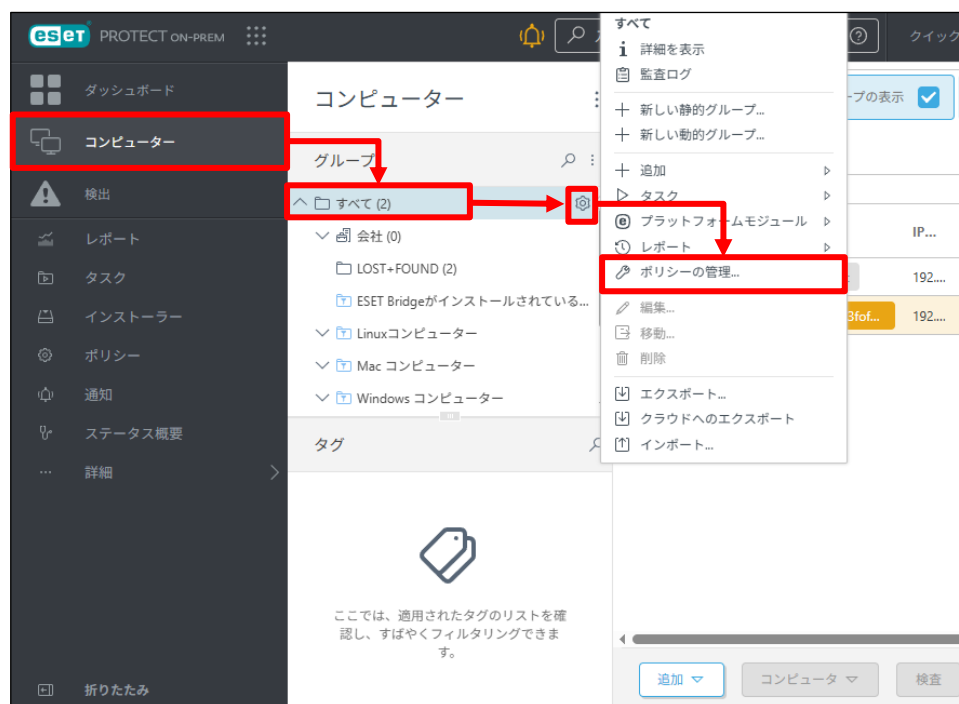 eset PROTECT ON-PREM
クイック
ダッシュボード
コンピューター
検出
レポート
タスク
インストーラー
ポリシー
通知
ステータス概要
詳細
折りたたみ
コンピューター
グループ
すべて (2)
会社 (0)
LOST+FOUND (2)
ESET Bridgeがインストールされている...
Linuxコンピューター
Mac コンピューター
Windows コンピューター
タグ
ここでは、適用されたタグのリストを確
認し、すばやくフィルタリングできま
す。
すべて
詳細を表示
監査ログ
新しい静的グループ...
新しい動的グループ...
追加
タスク
プラットフォームモジュール
レポート
ポリシーの管理...
編集...
移動...
削除
エクスポート...
クラウドへのエクスポート
インポート...
プの表示
IP...
192....
3fof...
192....
追加
コンピュータ
検査